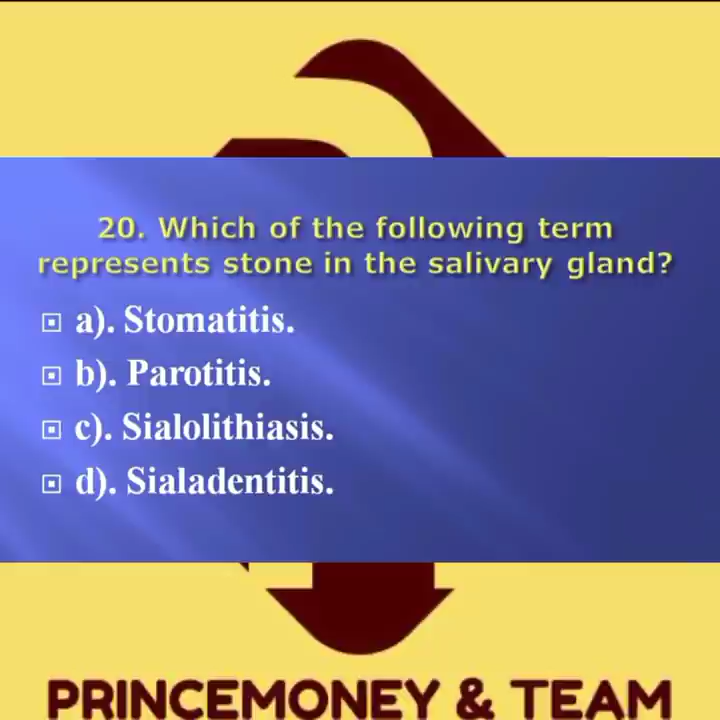 20. Which of the following term
represents stone in the salivary gland?
a). Stomatitis.
b). Parotitis.
c). Sialolithiasis.
d). Sialadentitis.
PRINCEMONEY & TEAM